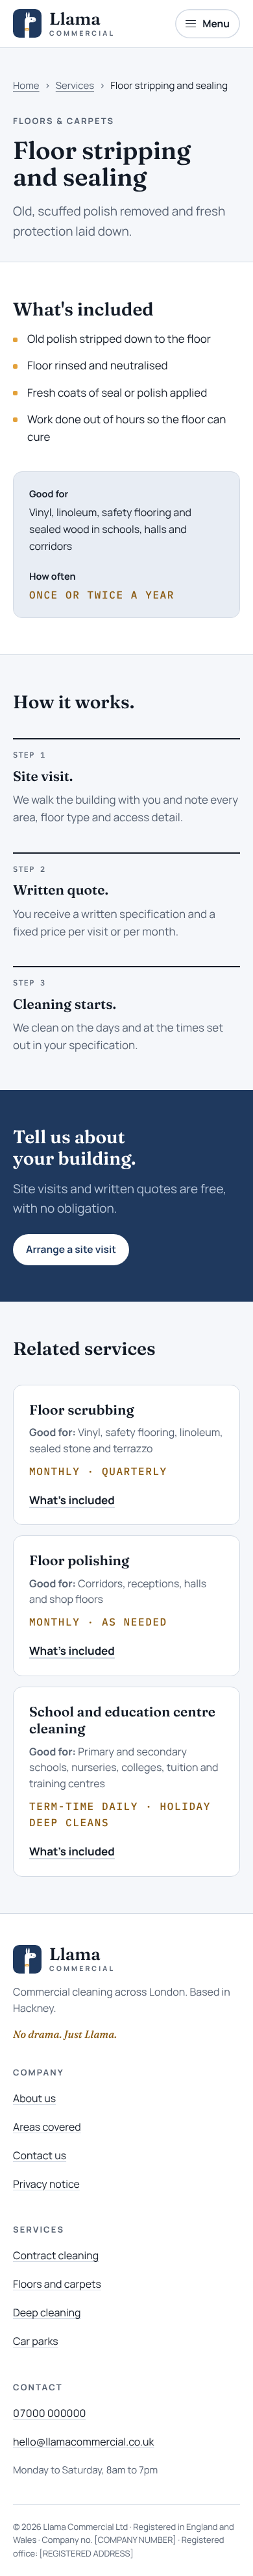 Llama
COMMERCIAL
Menu
Home > Services > Floor stripping and sealing
FLOORS & CARPETS
Floor stripping
and sealing
Old, scuffed polish removed and fresh
protection laid down.
What's included
Old polish stripped down to the floor
Floor rinsed and neutralised
Fresh coats of seal or polish applied
Work done out of hours so the floor can
cure
Good for
Vinyl, linoleum, safety flooring and
sealed wood in schools, halls and
corridors
How often
ONCE OR TWICE A YEAR
How it works.
STEP 1
Site visit.
We walk the building with you and note every
area, floor type and access detail.
STEP 2
Written quote.
You receive a written specification and a
fixed price per visit or per month.
STEP 3
Cleaning starts.
We clean on the days and at the times set
out in your specification.
Tell us about
your building.
Site visits and written quotes are free,
with no obligation.
Arrange a site visit
Related services
Floor scrubbing
Good for: Vinyl, safety flooring, linoleum,
sealed stone and terrazzo
MONTHLY · QUARTERLY
What's included
Floor polishing
Good for: Corridors, receptions, halls
and shop floors
MONTHLY · AS NEEDED
What's included
School and education centre
cleaning
Good for: Primary and secondary
schools, nurseries, colleges, tuition and
training centres
TERM-TIME DAILY · HOLIDAY
DEEP CLEANS
What's included
Llama
COMMERCIAL
Commercial cleaning across London. Based in
Hackney.
No drama. Just Llama.
COMPANY
About us
Areas covered
Contact us
Privacy notice
SERVICES
Contract cleaning
Floors and carpets
Deep cleaning
Car parks
CONTACT
07000 000000
hello@llamacommercial.co.uk
Monday to Saturday, 8am to 7pm
© 2026 Llama Commercial Ltd · Registered in England and
Wales · Company no. [COMPANY NUMBER] · Registered
office: [REGISTERED ADDRESS]